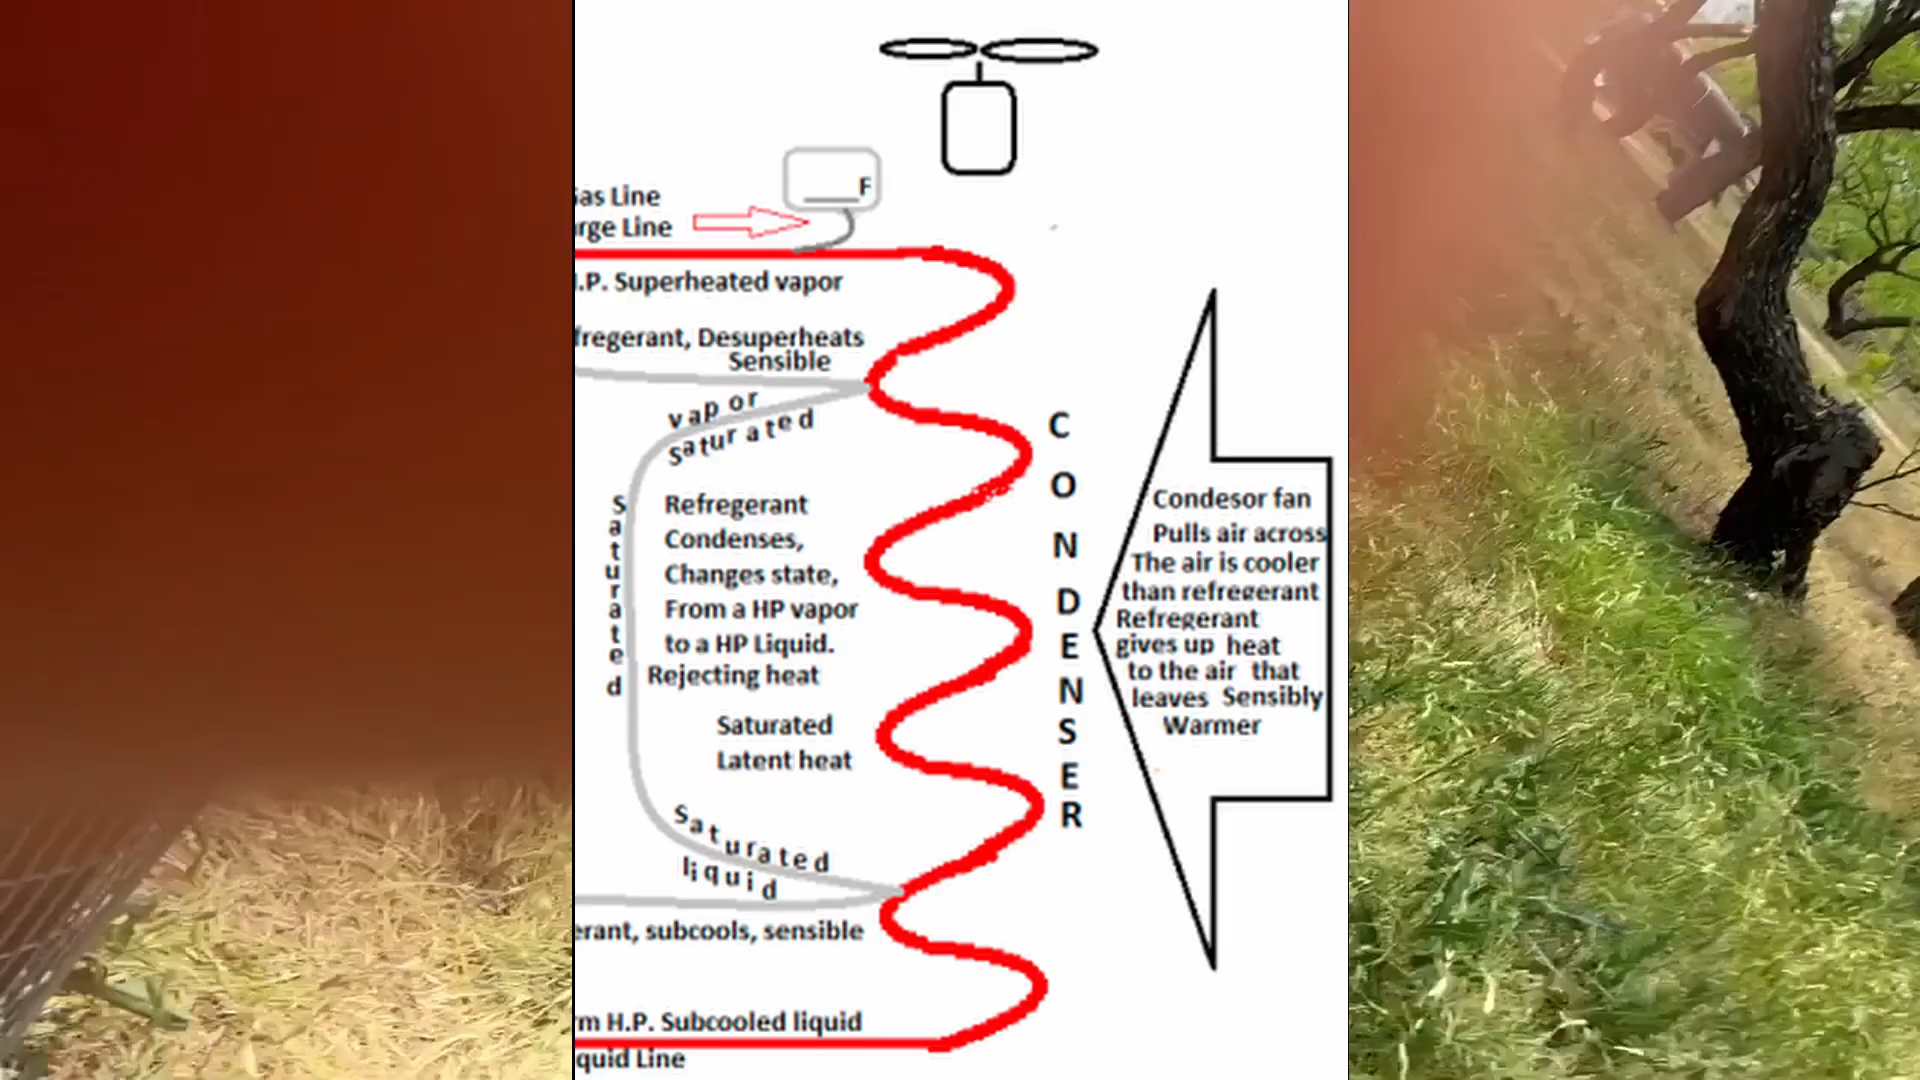 F
as Line
rge Line
.P. Superheated vapor
fregerant, Desuperheats
Sensible
vapor
saturated
Saturated
Refregerant
Condenses,
Changes state,
From a HP vapor
to a HP Liquid.
Rejecting heat
Saturated
Latent heat
Saturated
liquid
erant, subcools, sensible
m H.P. Subcooled liquid
quid Line
CONDENSER
Condesor fan
Pulls air across
The air is cooler
than refregerant
Refregerant
gives up heat
to the air that
leaves Sensibly
Warmer